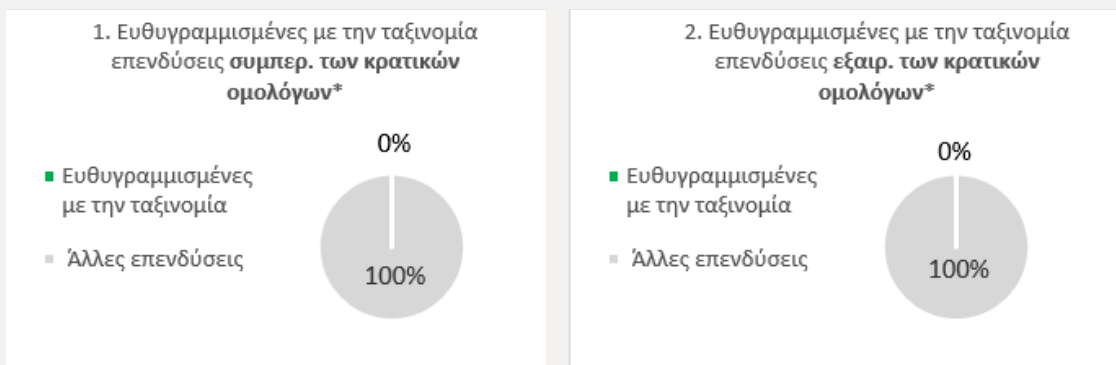 1. Ευθυγραμμισμένες με την ταξινομία
επενδύσεις συμπερ. των κρατικών
ομολόγων*
0%
Ευθυγραμμισμένες
με την ταξινομία
Άλλες επενδύσεις
100%
2. Ευθυγραμμισμένες με την ταξινομία
επενδύσεις εξαιρ. των κρατικών
ομολόγων*
0%
Ευθυγραμμισμένες
με την ταξινομία
Άλλες επενδύσεις
100%